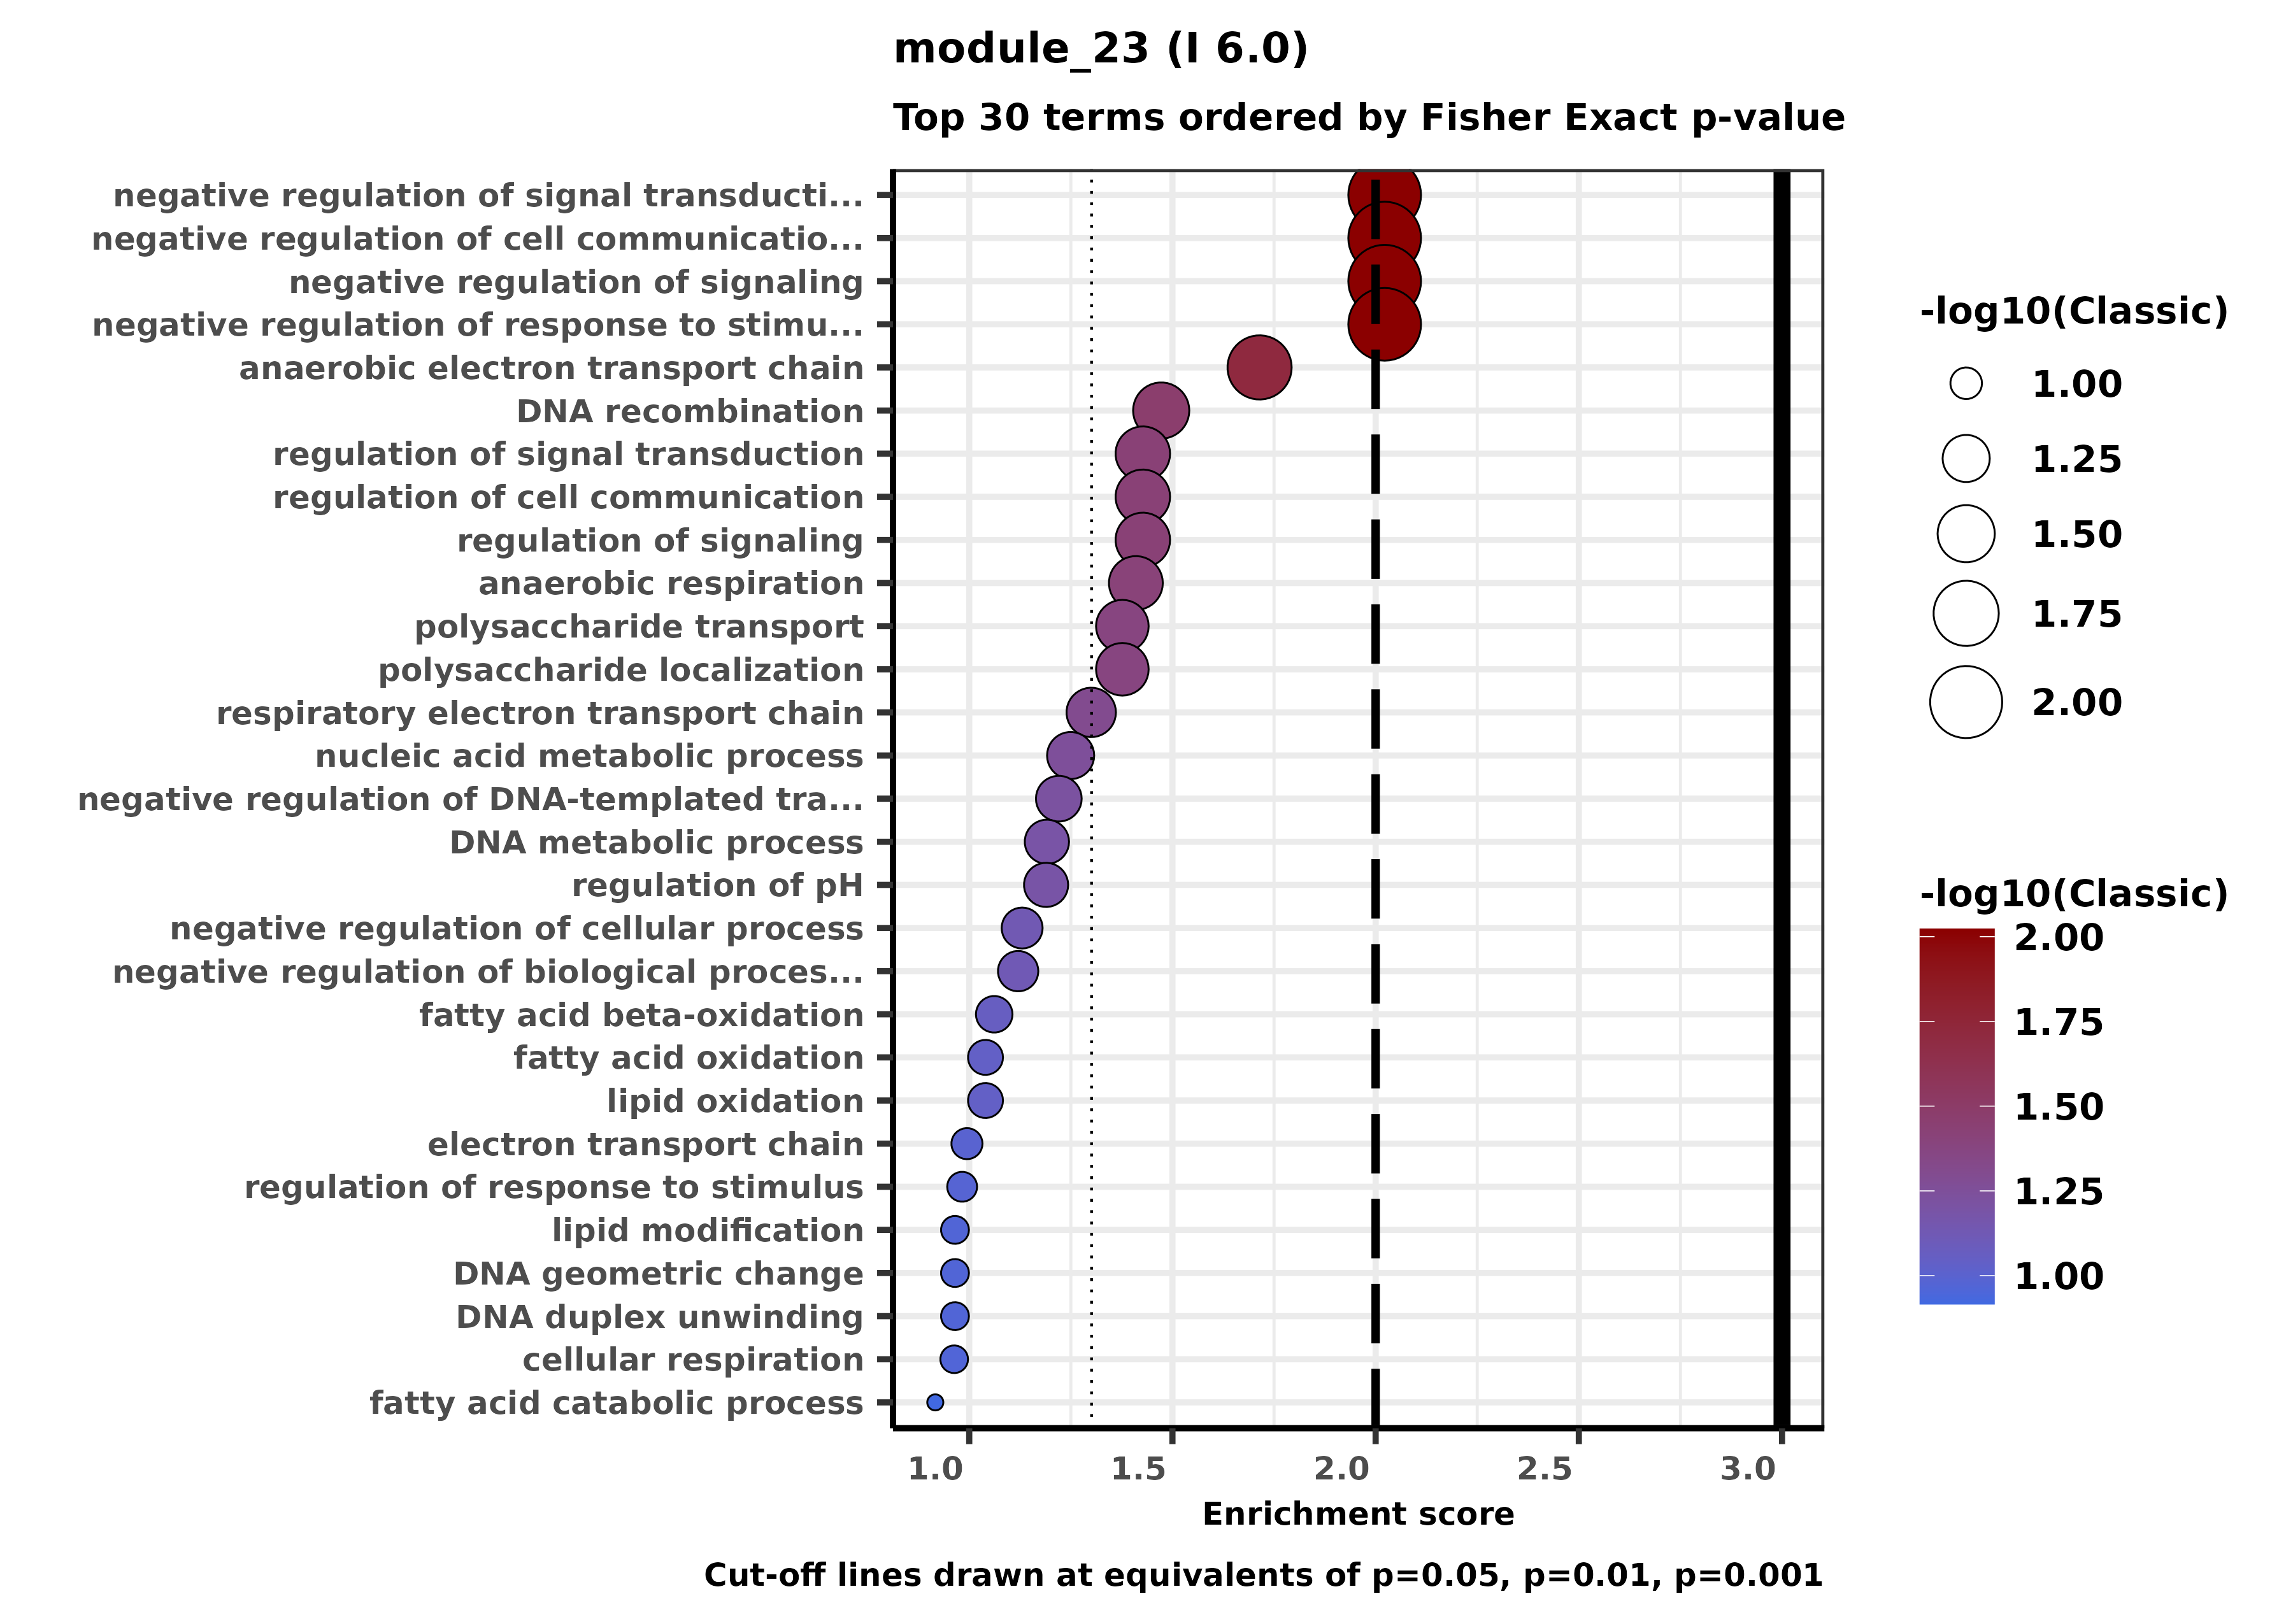 module_23 (I 6.0)
Top 30 terms ordered by Fisher Exact p-value
negative regulation of signal transducti...
negative regulation of cell communicatio...
negative regulation of signaling
negative regulation of response to stimu...
anaerobic electron transport chain
DNA recombination
regulation of signal transduction
regulation of cell communication
regulation of signaling
anaerobic respiration
polysaccharide transport
polysaccharide localization
respiratory electron transport chain
nucleic acid metabolic process
negative regulation of DNA-templated tra...
DNA metabolic process
regulation of pH
negative regulation of cellular process
negative regulation of biological proces...
fatty acid beta-oxidation
fatty acid oxidation
lipid oxidation
electron transport chain
regulation of response to stimulus
lipid modification
DNA geometric change
DNA duplex unwinding
cellular respiration
fatty acid catabolic process
1.0 1.5 2.0 2.5 3.0
Enrichment score
Cut-off lines drawn at equivalents of p=0.05, p=0.01, p=0.001
-log10(Classic)
1.00
1.25
1.50
1.75
2.00
-log10(Classic)
2.00
1.75
1.50
1.25
1.00